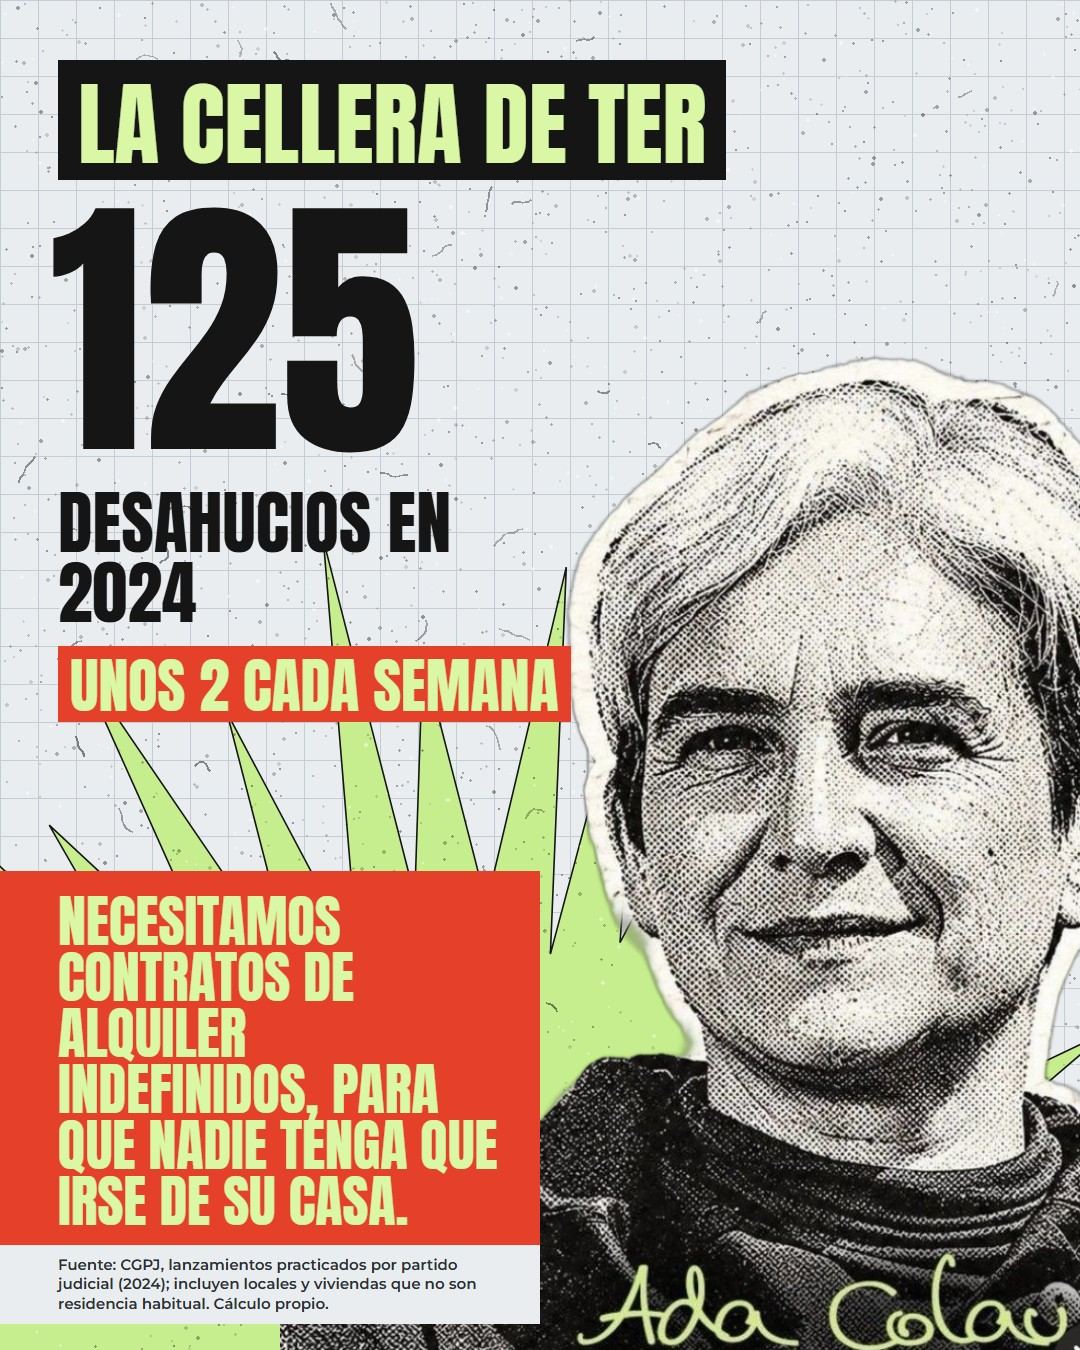 LA CELLERA DE TER
125
DESAHUCIOS EN
2024
UNOS 2 CADA SEMANA
NECESITAMOS
CONTRATOS DE
ALQUILER
INDEFINIDOS, PARA
QUE NADIE TENGA QUE
IRSE DE SU CASA.
Fuente: CGPJ, lanzamientos practicados por partido
judicial (2024); incluyen locales y viviendas que no son
residencia habitual. Cálculo propio.
Ada Colau